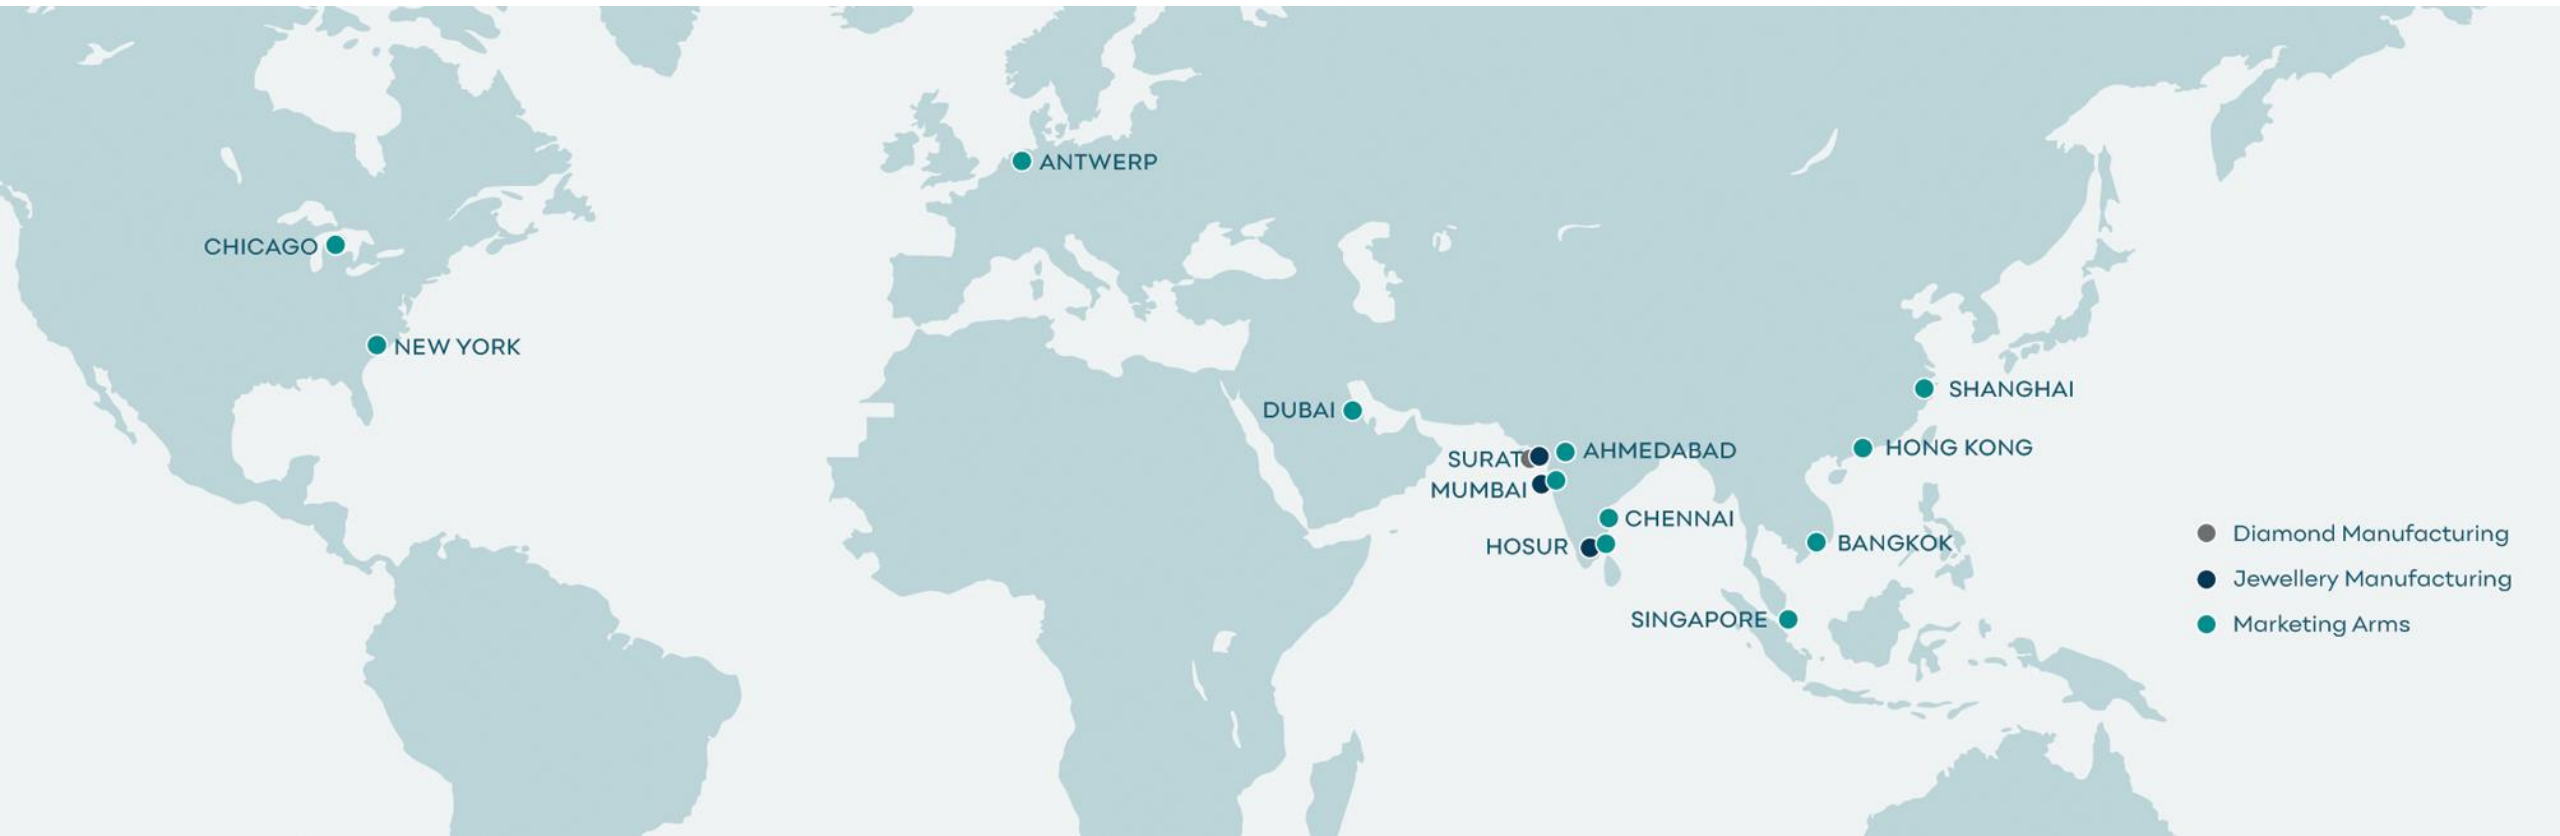 ANTWERP
CHICAGO
NEW YORK
SHANGHAI
DUBAI
HONG KONG
AHMEDABAD
SURAT
MUMBAI
CHENNAI
HOSUR
BANGKOK
SINGAPORE
Diamond Manufacturing
Jewellery Manufacturing
Marketing Arms